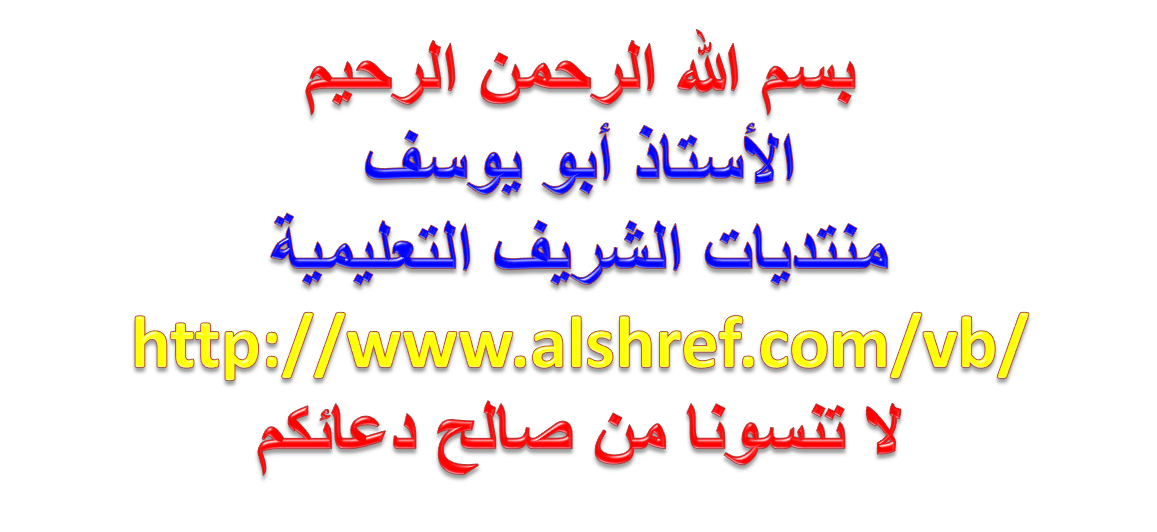 بسم الله الرحمن الرحيم
الأستاذ أبو يوسف
منتديات الشريف التعليمية
http://www.alshref.com/vb/
لا تنسونا من صالح دعائكم